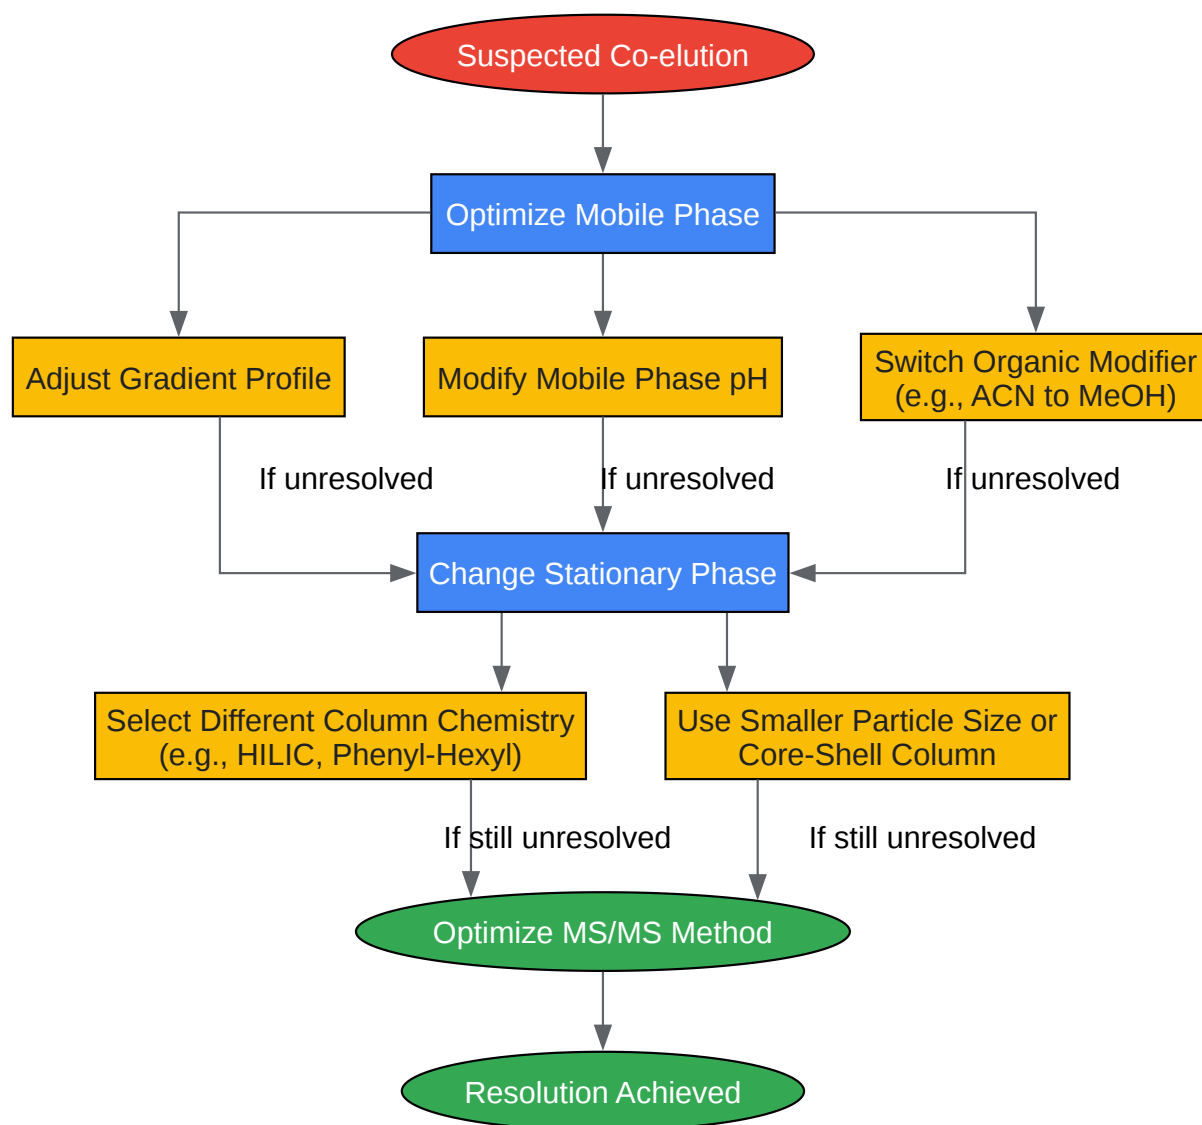 Suspected Co-elution
Optimize Mobile Phase
Adjust Gradient Profile
Modify Mobile Phase pH
Switch Organic Modifier
(e.g., ACN to MeOH)
If unresolved
If unresolved
If unresolved
Change Stationary Phase
Select Different Column Chemistry
(e.g., HILIC, Phenyl-Hexyl)
Use Smaller Particle Size or
Core-Shell Column
If still unresolved
If still unresolved
Optimize MS/MS Method
Resolution Achieved